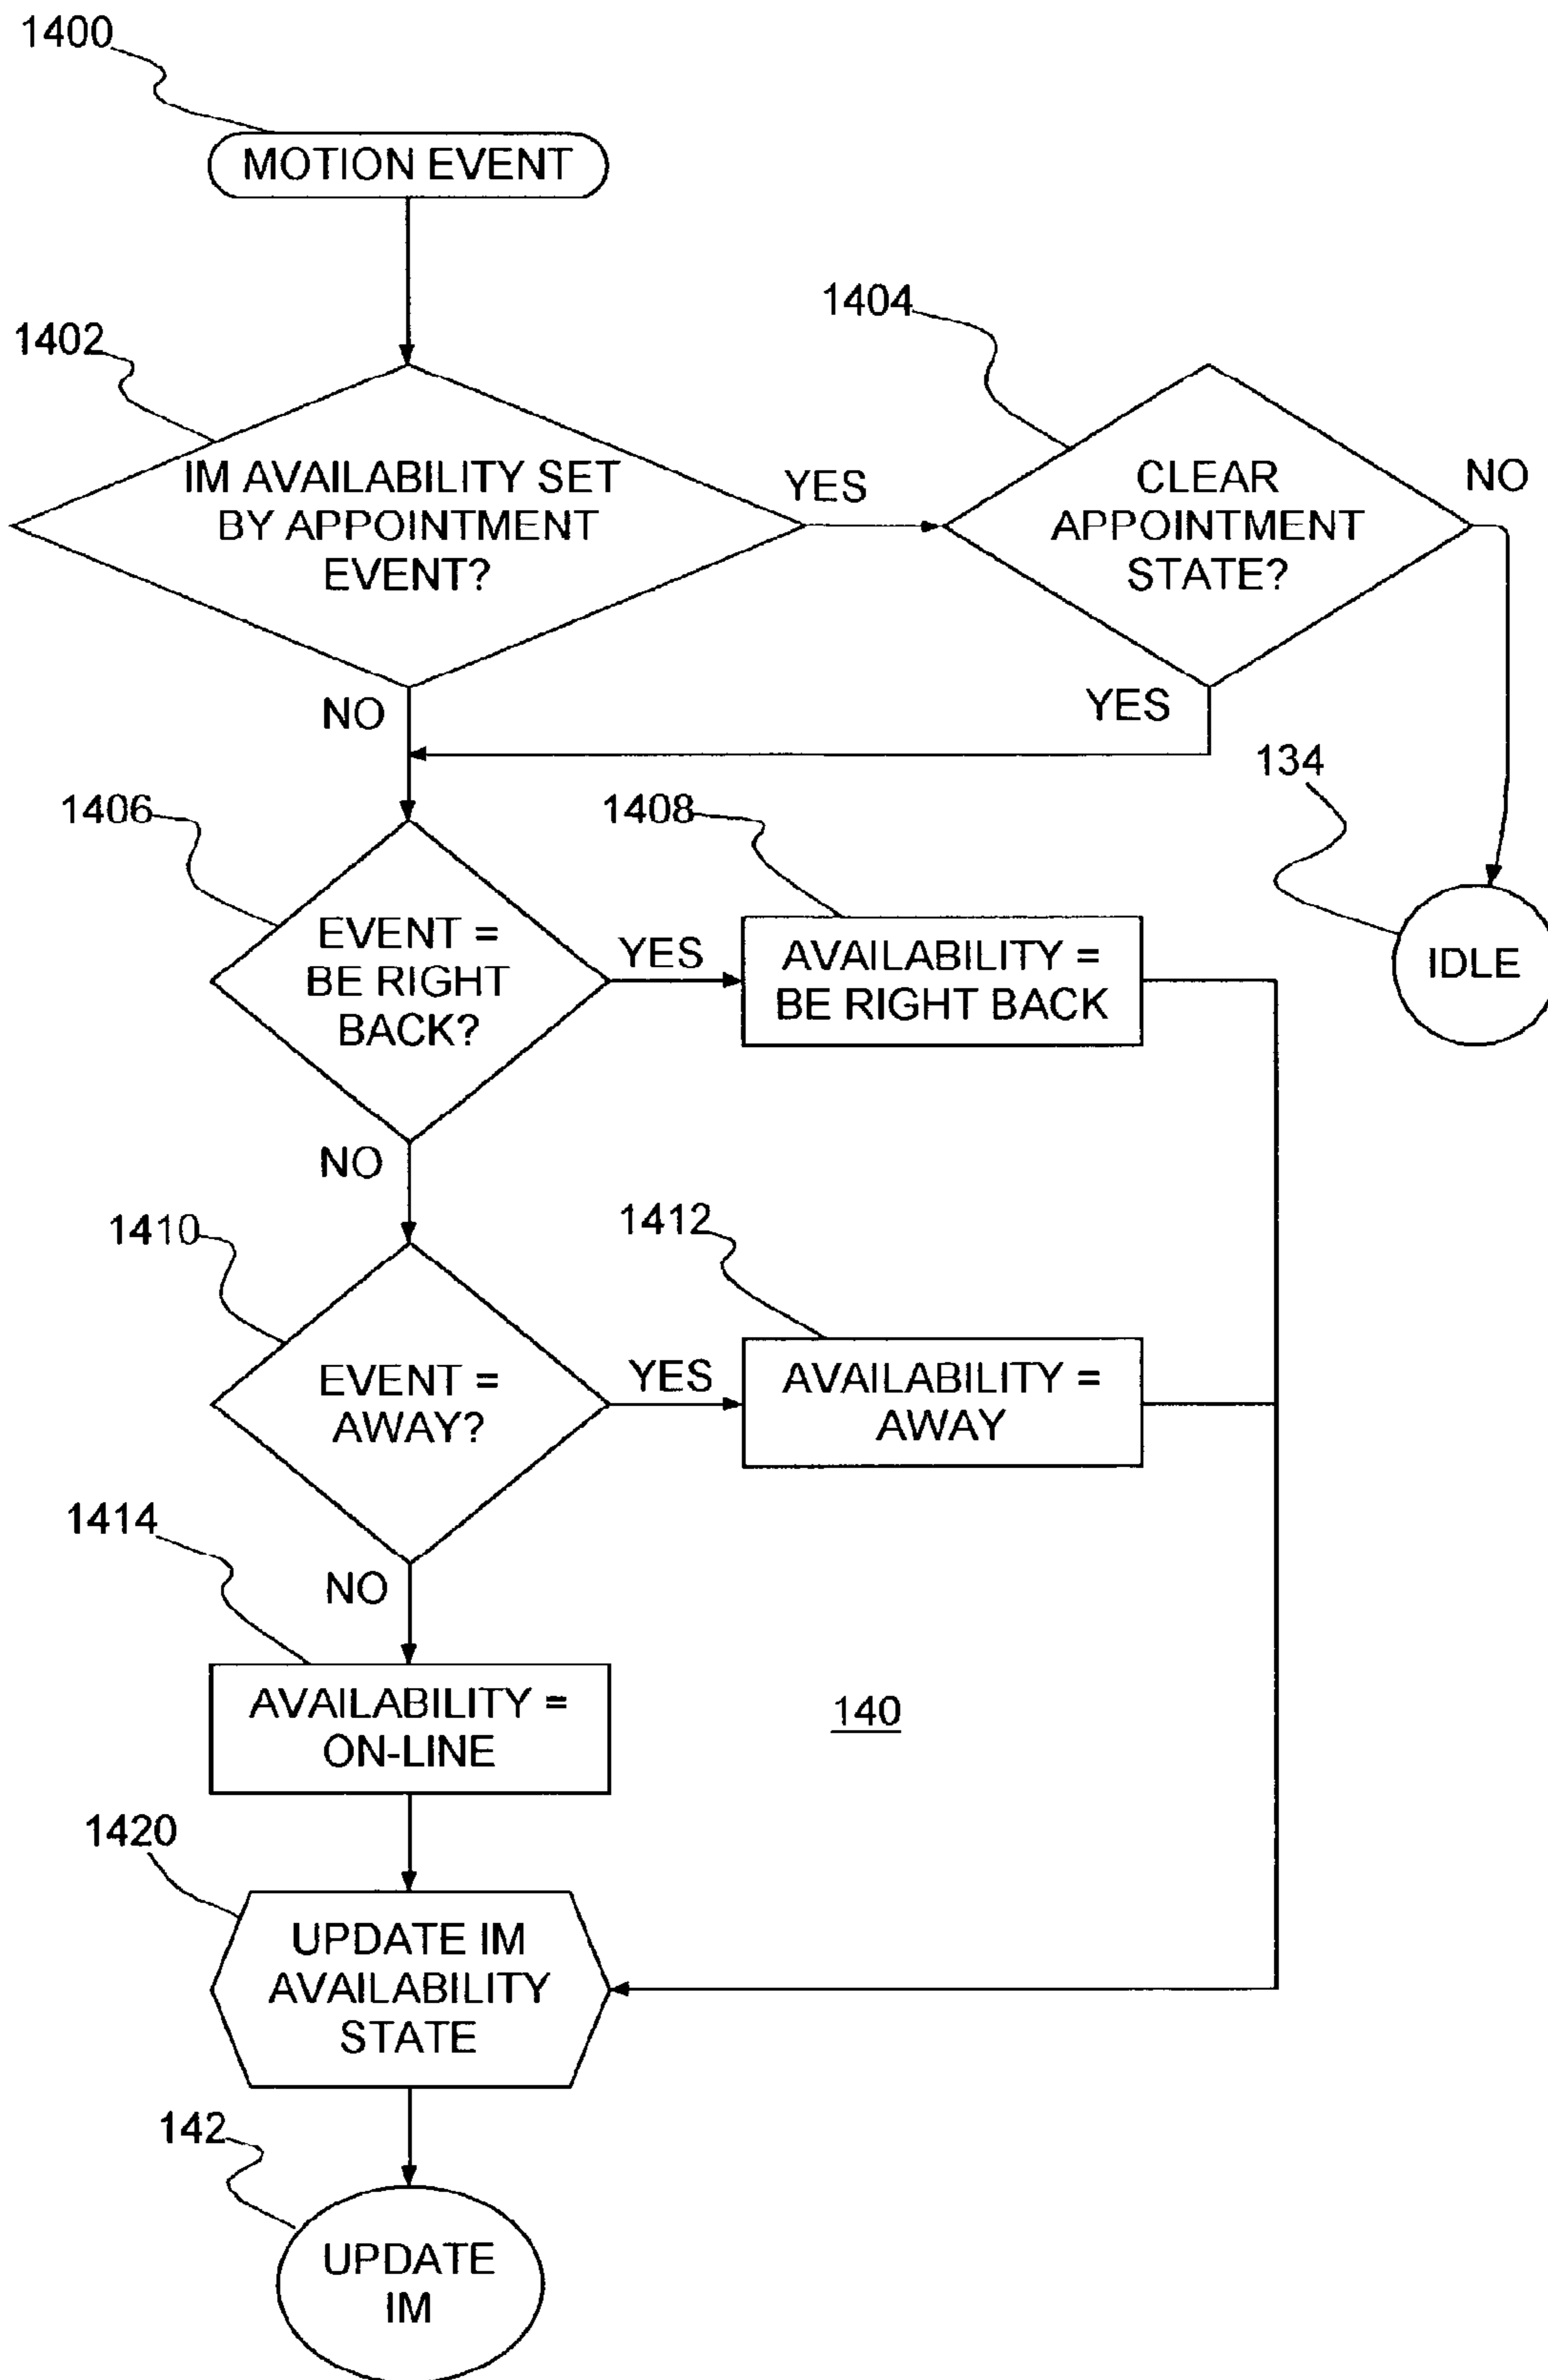 1400
MOTION EVENT
1404
1402
IM AVAILABILITY SET
BY APPOINTMENT
EVENT?
YES
CLEAR
APPOINTMENT
STATE?
NO
NO
YES
134
1406
1408
EVENT =
BE RIGHT
BACK?
YES
AVAILABILITY =
BE RIGHT BACK
IDLE
NO
1410
1412
EVENT =
AWAY?
YES
AVAILABILITY =
AWAY
1414
NO
AVAILABILITY =
ON-LINE
140
1420
UPDATE IM
AVAILABILITY
STATE
142
UPDATE
IM